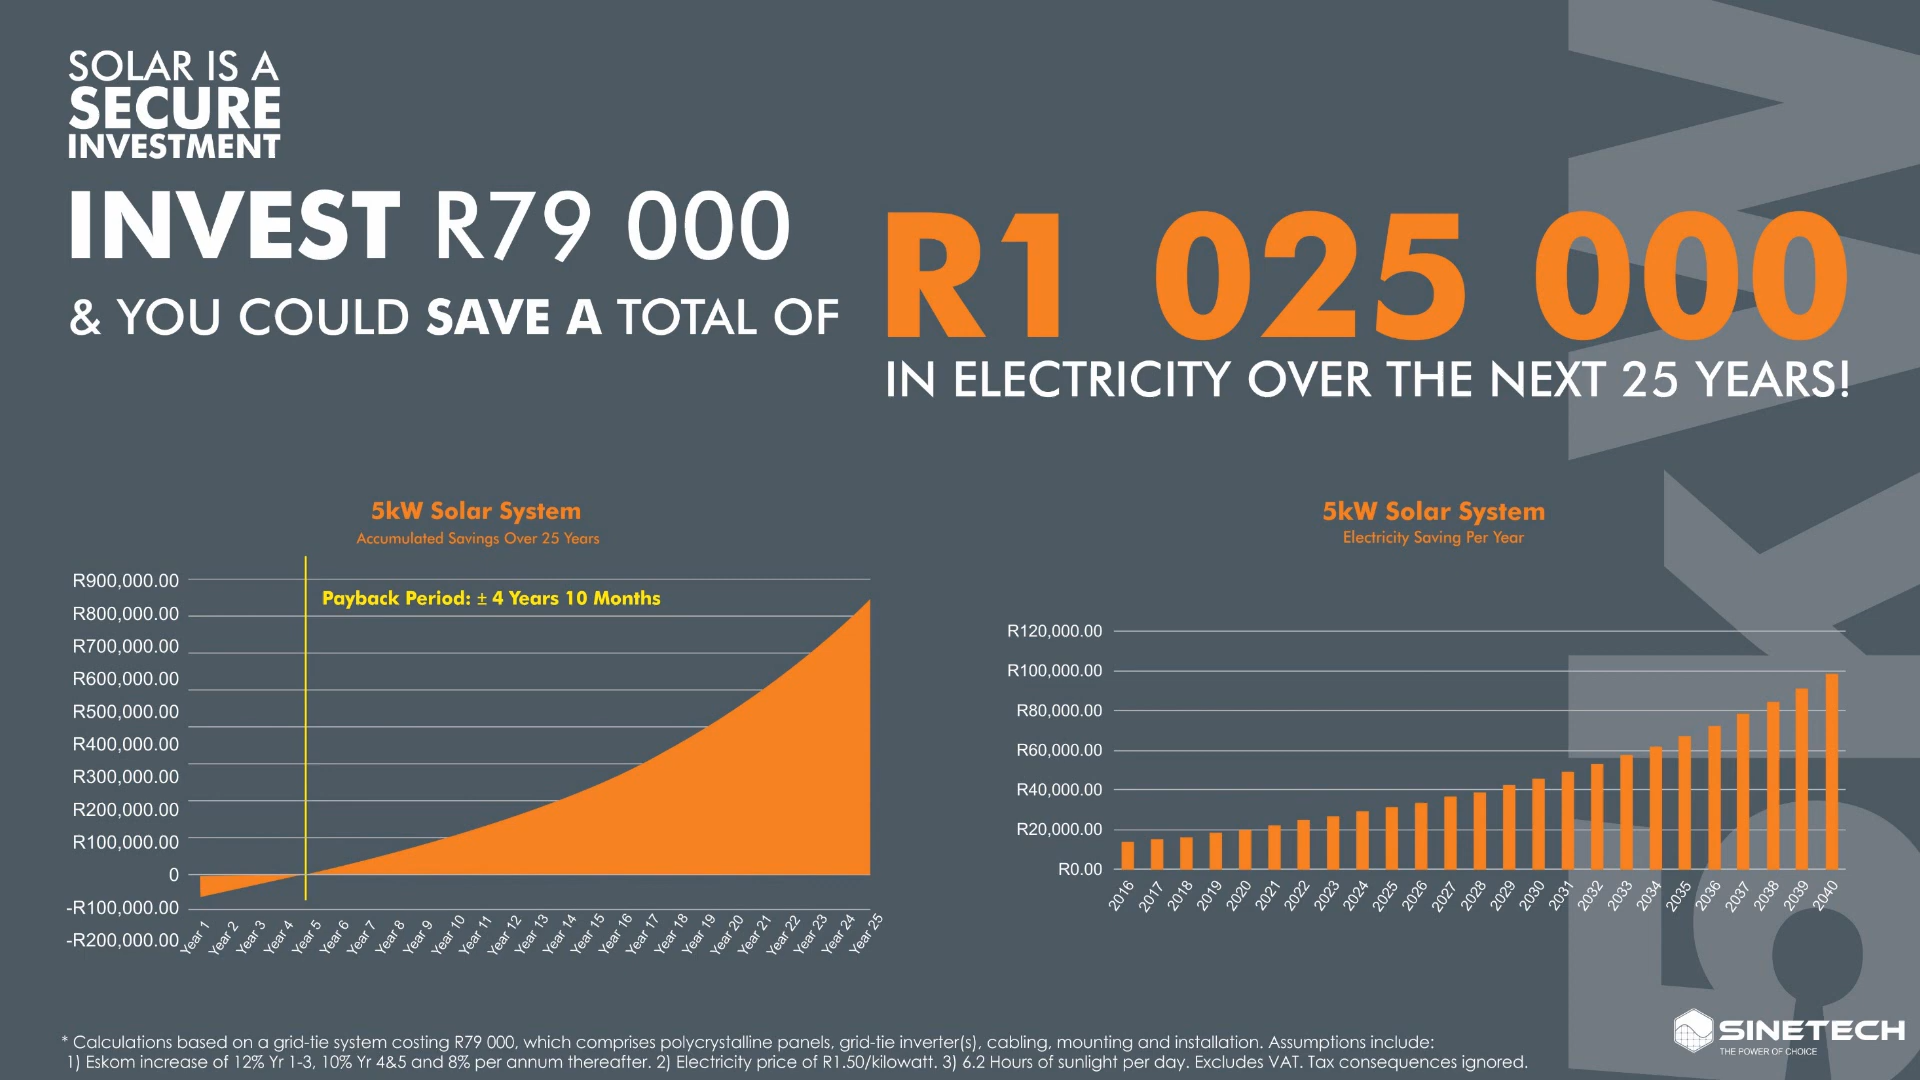 SOLAR IS A
SECURE
INVESTMENT
INVEST R79 000
& YOU COULD SAVE A TOTAL OF
R1 025 000
IN ELECTRICITY OVER THE NEXT 25 YEARS!
5kW Solar System
Accumulated Savings Over 25 Years
Payback Period: ± 4 Years 10 Months
R900,000.00
R800,000.00
R700,000.00
R600,000.00
R500,000.00
R400,000.00
R300,000.00
R200,000.00
R100,000.00
0
-R100,000.00
-R200,000.00
Year 1
Year 2
Year 3
Year 4
Year 5
Year 6
Year 7
Year 8
Year 9
Year 10
Year 11
Year 12
Year 13
Year 14
Year 15
Year 16
Year 17
Year 18
Year 19
Year 20
Year 21
Year 22
Year 23
Year 24
Year 25
5kW Solar System
Electricity Saving Per Year
R120,000.00
R100,000.00
R80,000.00
R60,000.00
R40,000.00
R20,000.00
R0.00
2016
2017
2018
2019
2020
2021
2022
2023
2024
2025
2026
2027
2028
2029
2030
2031
2032
2033
2034
2035
2036
2037
2038
2039
2040
5kW
* Calculations based on a grid-tie system costing R79 000, which comprises polycrystalline panels, grid-tie inverter(s), cabling, mounting and installation. Assumptions include:
1) Eskom increase of 12% Yr 1-3, 10% Yr 4&5 and 8% per annum thereafter. 2) Electricity price of R1.50/kilowatt. 3) 6.2 Hours of sunlight per day. Excludes VAT. Tax consequences ignored.
SINETECH
THE POWER OF CHOICE